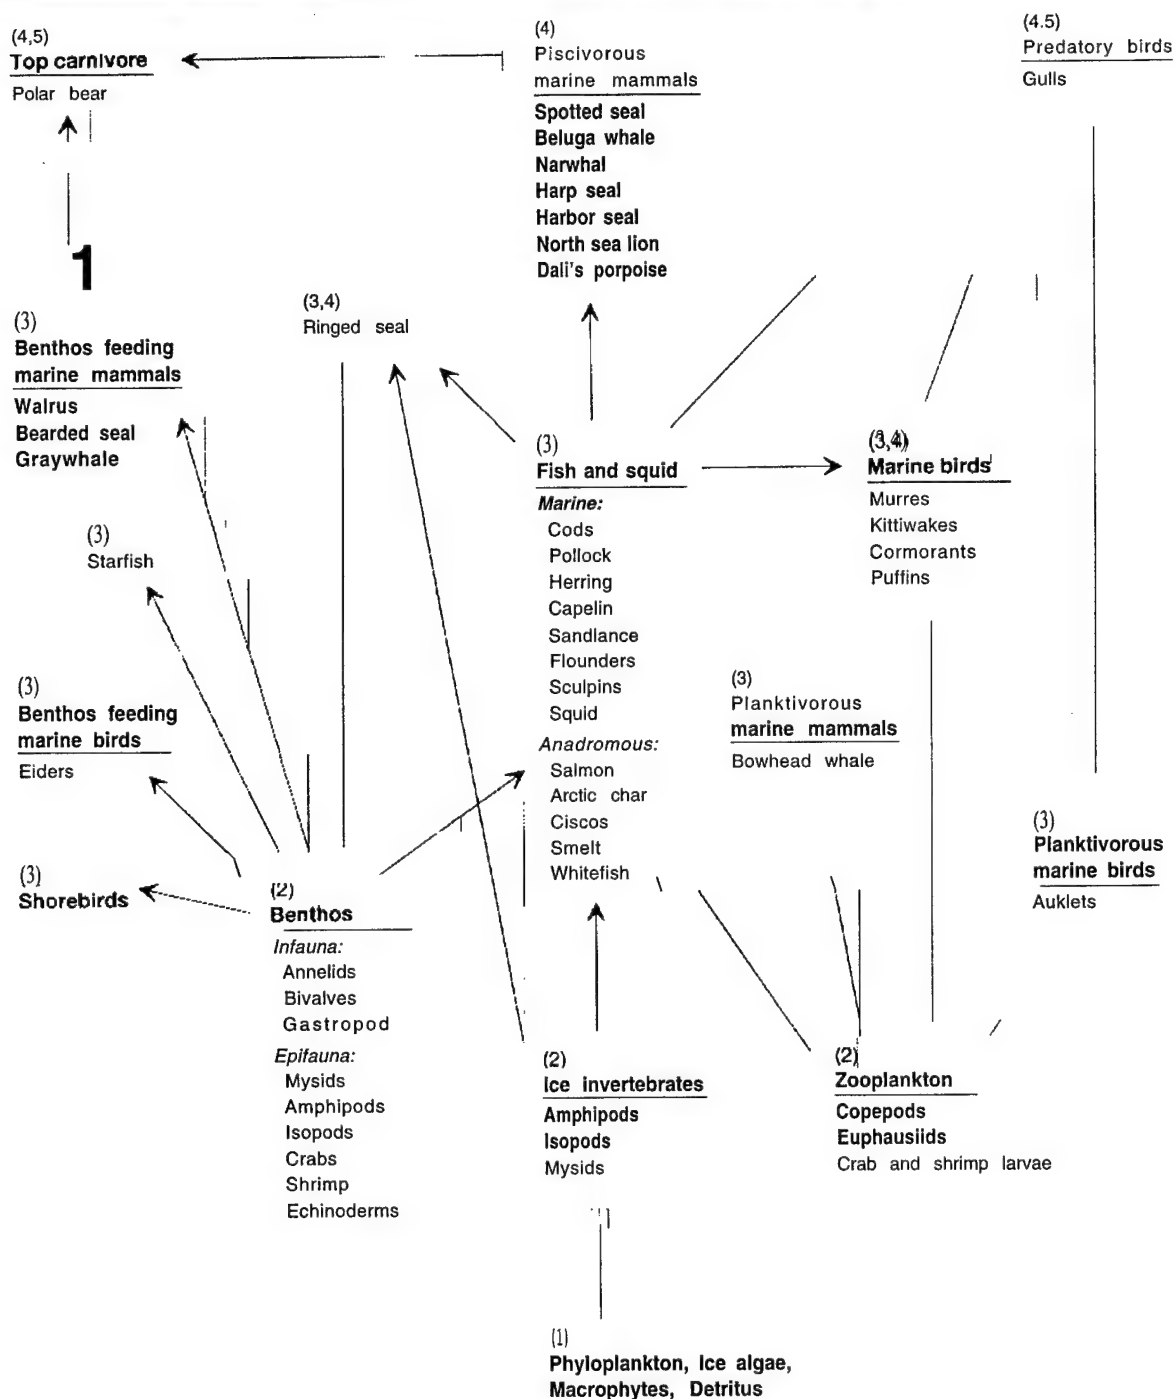 (4,5)
Top carnivore
Polar bear
(4)
Piscivorous
marine mammals
Spotted seal
Beluga whale
Narwhal
Harp seal
Harbor seal
North sea lion
Dali's porpoise
(4.5)
Predatory birds
Gulls
1
(3)
Benthos feeding
marine mammals
Walrus
Bearded seal
Graywhale
(3,4)
Ringed seal
(3)
Starfish
(3)
Benthos feeding
marine birds
Eiders
(3)
Shorebirds
(3)
Fish and squid
Marine:
Cods
Pollock
Herring
Capelin
Sandlance
Flounders
Sculpins
Squid
Anadromous:
Salmon
Arctic char
Ciscos
Smelt
Whitefish
(3,4)
Marine birds
Murres
Kittiwakes
Cormorants
Puffins
(3)
Planktivorous
marine mammals
Bowhead whale
(3)
Planktivorous
marine birds
Auklets
(2)
Benthos
Infauna:
Annelids
Bivalves
Gastropod
Epifauna:
Mysids
Amphipods
Isopods
Crabs
Shrimp
Echinoderms
(2)
Ice invertebrates
Amphipods
Isopods
Mysids
(2)
Zooplankton
Copepods
Euphausiids
Crab and shrimp larvae
(1)
Phyloplankton, Ice algae,
Macrophytes, Detritus